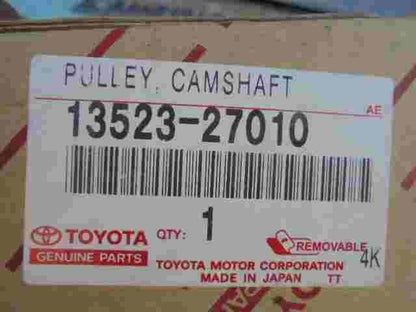 PULLEY, CAMSHAFT
AE
13523-27010
TOYOTA
GENUINE PARTS
QTY: 1
REMOVABLE
4K
TOYOTA MOTOR CORPORATION
MADE IN JAPAN TT